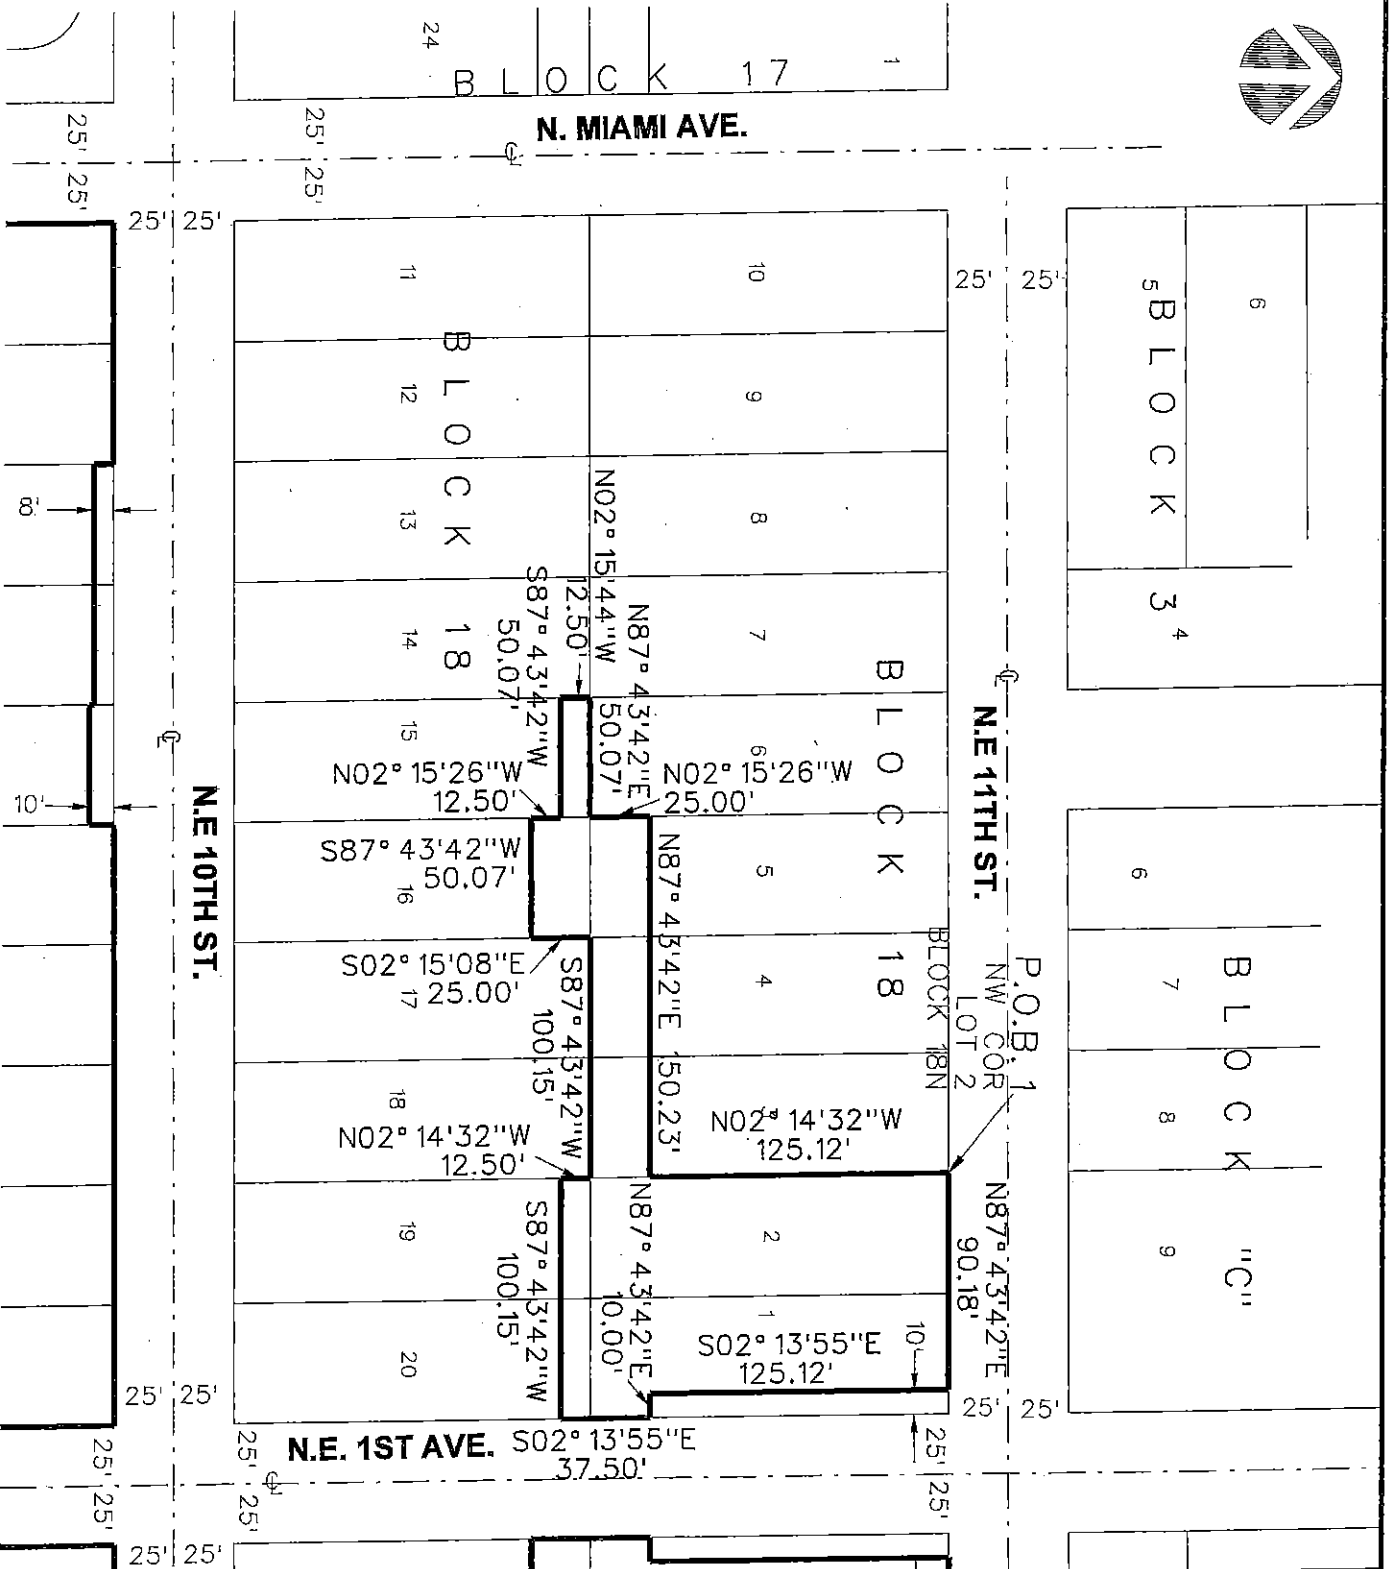 24
1
BLOCK 17
N. MIAMI AVE.
℄
25'
25'
25'
25'
25'
25'
25'
25'
11
10
12
9
13
8
14
7
15
6
16
5
17
4
18
19
2
20
1
BLOCK 18
BLOCK 18
5
6
BLOCK 3
4
6
7
8
9
BLOCK "C"
8'
10'
℄
N.E 10TH ST.
℄
N.E 11TH ST.
N02° 15'44"W
12.50'
N87° 43'42"E
50.07'
S87° 43'42"W
50.07'
N02° 15'26"W
12.50'
N02° 15'26"W
25.00'
S87° 43'42"W
50.07'
S02° 15'08"E
25.00'
N87° 43'42"E 150.23'
S87° 43'42"W
100.15'
N02° 14'32"W
12.50'
N02° 14'32"W
125.12'
P.O.B. 1
NW COR
LOT 2
BLOCK 18N
N87° 43'42"E
90.18'
N87° 43'42"E
10.00'
S87° 43'42"W
100.15'
S02° 13'55"E
125.12'
10'
25'
25'
25'
25'
N.E. 1ST AVE.
S02° 13'55"E
37.50'
℄
25'
25'
25'
25'
25'
25'
25'
25'